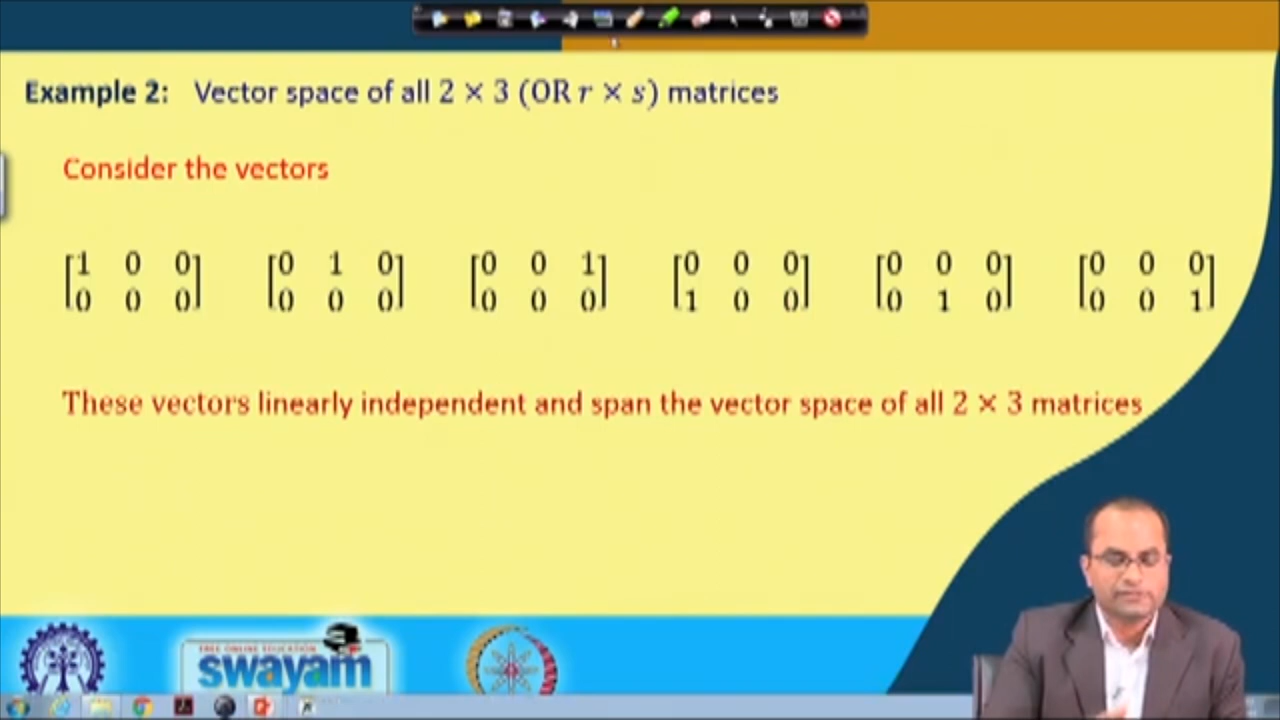 Example 2: Vector space of all 2 × 3 (OR r × s) matrices
Consider the vectors
[1 0 0 [0 1 0 [0 0 1 [0 0 0 [0 0 0 [0 0 0
0 0 0] 0 0 0] 0 0 0] 1 0 0] 0 1 0] 0 0 1]
These vectors linearly independent and span the vector space of all 2 × 3 matrices
FREE ONLINE EDUCATION
swayam